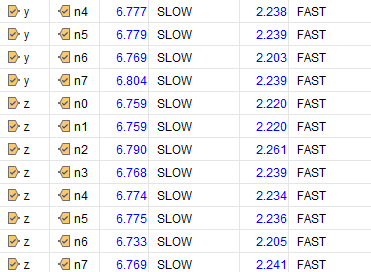 y n4 6.777 SLOW 2.238 FAST
y n5 6.779 SLOW 2.239 FAST
y n6 6.769 SLOW 2.203 FAST
y n7 6.804 SLOW 2.239 FAST
z n0 6.759 SLOW 2.220 FAST
z n1 6.759 SLOW 2.220 FAST
z n2 6.790 SLOW 2.261 FAST
z n3 6.768 SLOW 2.239 FAST
z n4 6.774 SLOW 2.234 FAST
z n5 6.775 SLOW 2.236 FAST
z n6 6.733 SLOW 2.205 FAST
z n7 6.769 SLOW 2.241 FAST